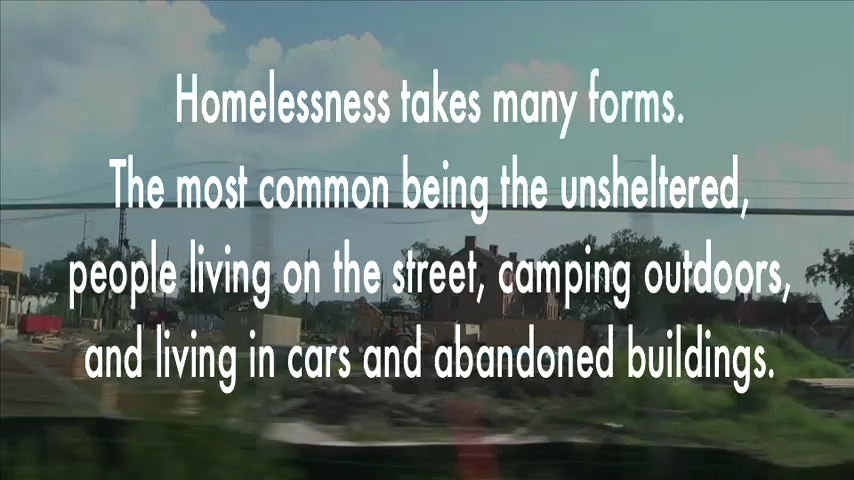 Homelessness takes many forms.
The most common being the unsheltered,
people living on the street, camping outdoors,
and living in cars and abandoned buildings.